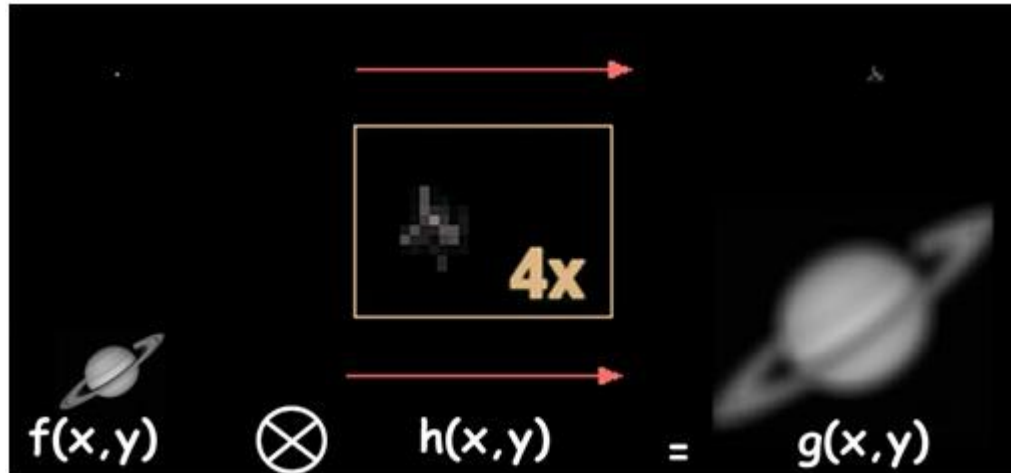 4x
f(x,y) ⊗ h(x,y) = g(x,y)